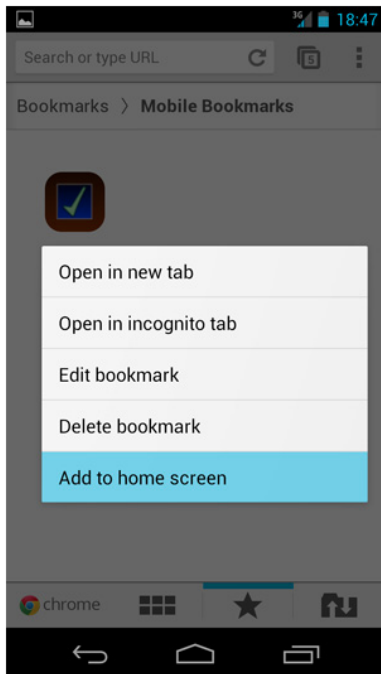 3G 18:47
Search or type URL 5
Bookmarks > Mobile Bookmarks
Open in new tab
Open in incognito tab
Edit bookmark
Delete bookmark
Add to home screen
chrome